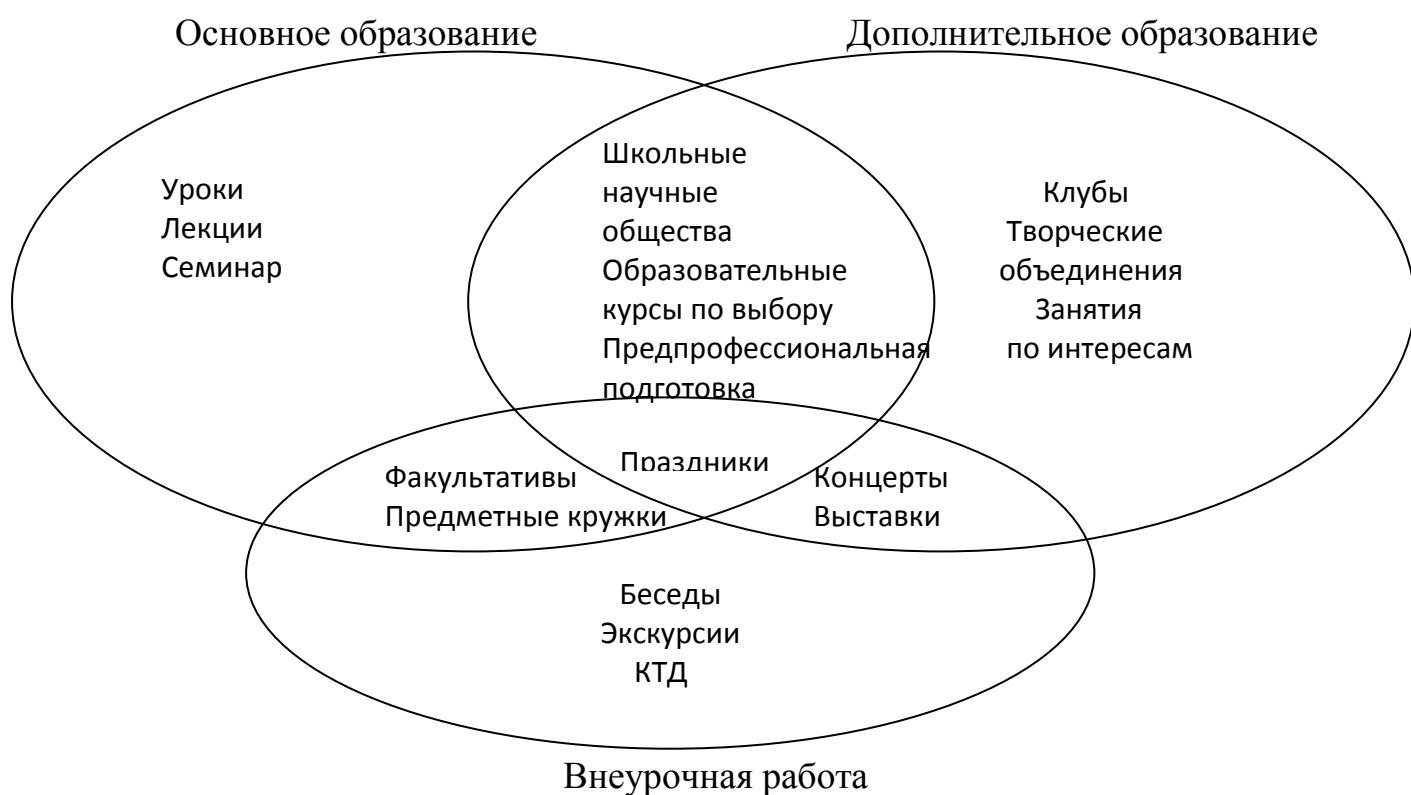 Основное образование
Дополнительное образование
Уроки
Лекции
Семинар
Школьные
научные
общества
Образовательные
курсы по выбору
Предпрофессиональная
подготовка
Клубы
Творческие
объединения
Занятия
по интересам
Факультативы
Предметные кружки
Праздники
Концерты
Выставки
Беседы
Экскурсии
КТД
Внеурочная работа